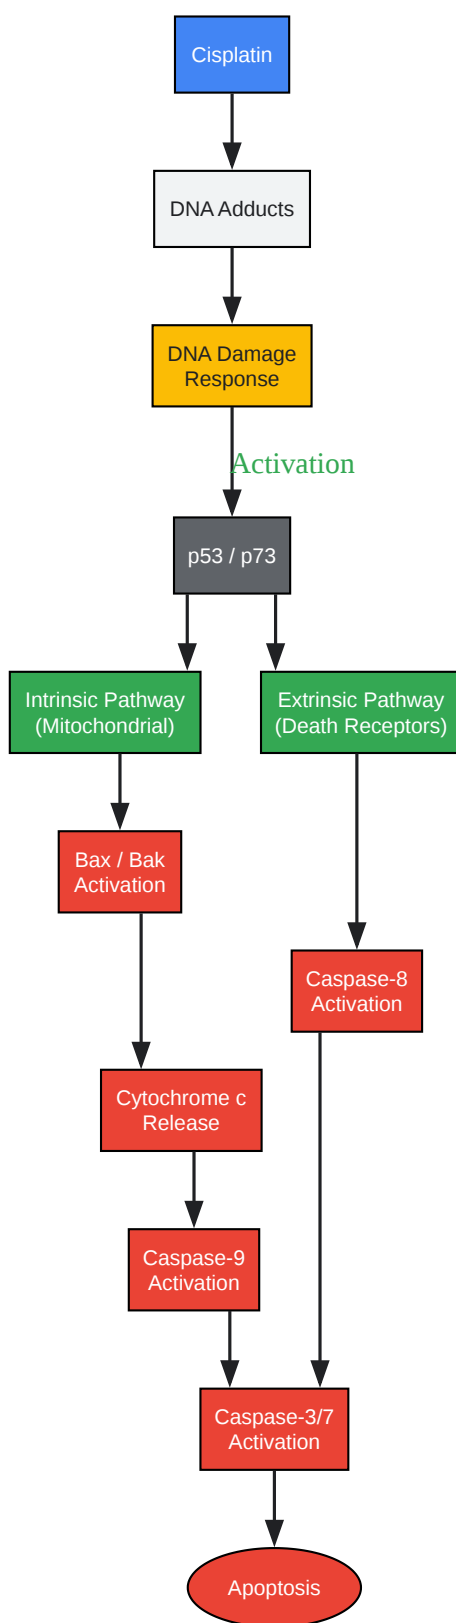 Cisplatin
DNA Adducts
DNA Damage
Response
Activation
p53 / p73
Intrinsic Pathway
(Mitochondrial)
Extrinsic Pathway
(Death Receptors)
Bax / Bak
Activation
Caspase-8
Activation
Cytochrome c
Release
Caspase-9
Activation
Caspase-3/7
Activation
Apoptosis